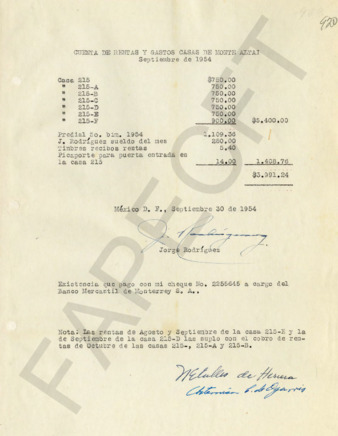 920
CUENTA DE RENTAS Y GASTOS CASAS DE MONTE ALTAI
Septiembre de 1954
Casa 215 $750.00
" 215-A 750.00
" 215-B 750.00
" 215-C 750.00
" 215-D 750.00
" 215-E 750.00
" 215-F 900.00 $5,400.00
Predial 5o. bim. 1954 1,109.36
J. Rodríguez sueldo del mes 280.00
Timbres recibos rentas 5.40
Picaporte para puerta entrada en
la casa 215 14.00 1,408.76
$3,991.24
México D. F., Septiembre 30 de 1954
Jorge Rodríguez
Existencia que pago con mi cheque No. 2255645 a cargo del
Banco Mercantil de Monterrey S. A..
Nota: Las rentas de Agosto y Septiembre de la casa 215-E y la
de Septiembre de la casa 215-D las suplo con el cobro de ren-
tas de Octubre de las casas 215-, 215-A y 215-B.
de Herrera
FAPECFT